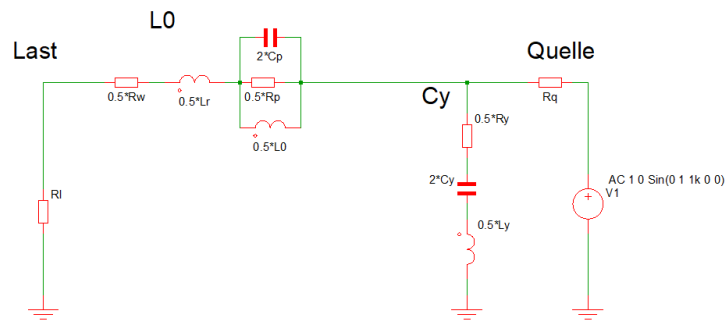 L0
Last
Quelle
2*Cp
0.5*Rw
0.5*Lr
0.5*Rp
Cy
Rq
0.5*L0
0.5*Ry
2*Cy
AC 1 0 Sin(0 1 1k 0 0)
V1
Rl
0.5*Ly